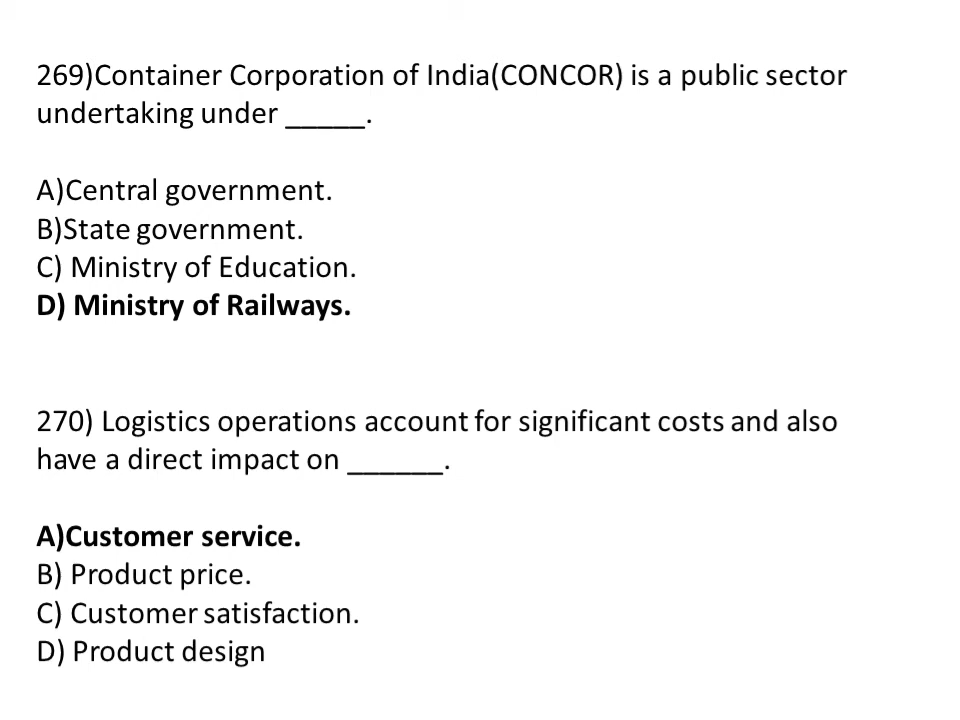 269)Container Corporation of India(CONCOR) is a public sector
undertaking under _____.
A)Central government.
B)State government.
C) Ministry of Education.
D) Ministry of Railways.
270) Logistics operations account for significant costs and also
have a direct impact on ______.
A)Customer service.
B) Product price.
C) Customer satisfaction.
D) Product design